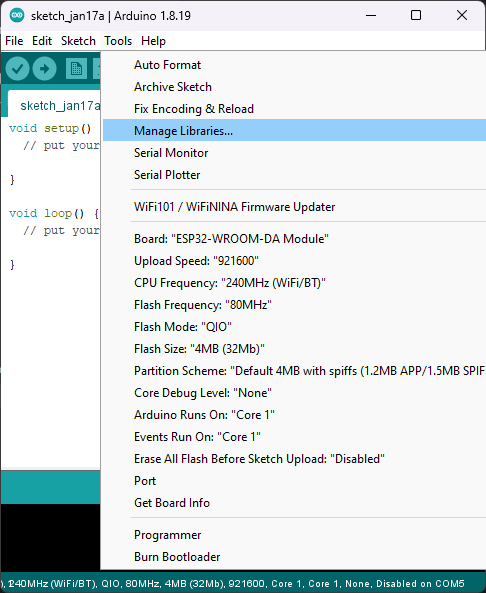 sketch_jan17a | Arduino 1.8.19
File Edit Sketch Tools Help
sketch_jan17a
void setup()
// put your
}
void loop() {
// put your
}
Auto Format
Archive Sketch
Fix Encoding & Reload
Manage Libraries...
Serial Monitor
Serial Plotter
WiFi101 / WiFiNINA Firmware Updater
Board: "ESP32-WROOM-DA Module"
Upload Speed: "921600"
CPU Frequency: "240MHz (WiFi/BT)"
Flash Frequency: "80MHz"
Flash Mode: "QIO"
Flash Size: "4MB (32Mb)"
Partition Scheme: "Default 4MB with spiffs (1.2MB APP/1.5MB SPIF
Core Debug Level: "None"
Arduino Runs On: "Core 1"
Events Run On: "Core 1"
Erase All Flash Before Sketch Upload: "Disabled"
Port
Get Board Info
Programmer
Burn Bootloader
), 240MHz (WiFi/BT), QIO, 80MHz, 4MB (32Mb), 921600, Core 1, Core 1, None, Disabled on COM5